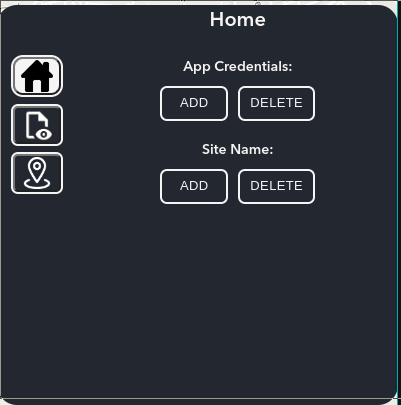 Home
App Credentials:
ADD DELETE
Site Name:
ADD DELETE